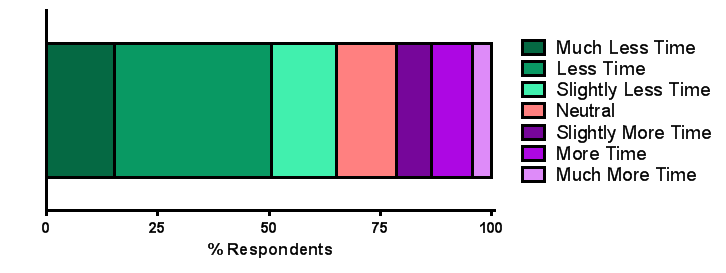 Much Less Time
Less Time
Slightly Less Time
Neutral
Slightly More Time
More Time
Much More Time
0 25 50 75 100
% Respondents